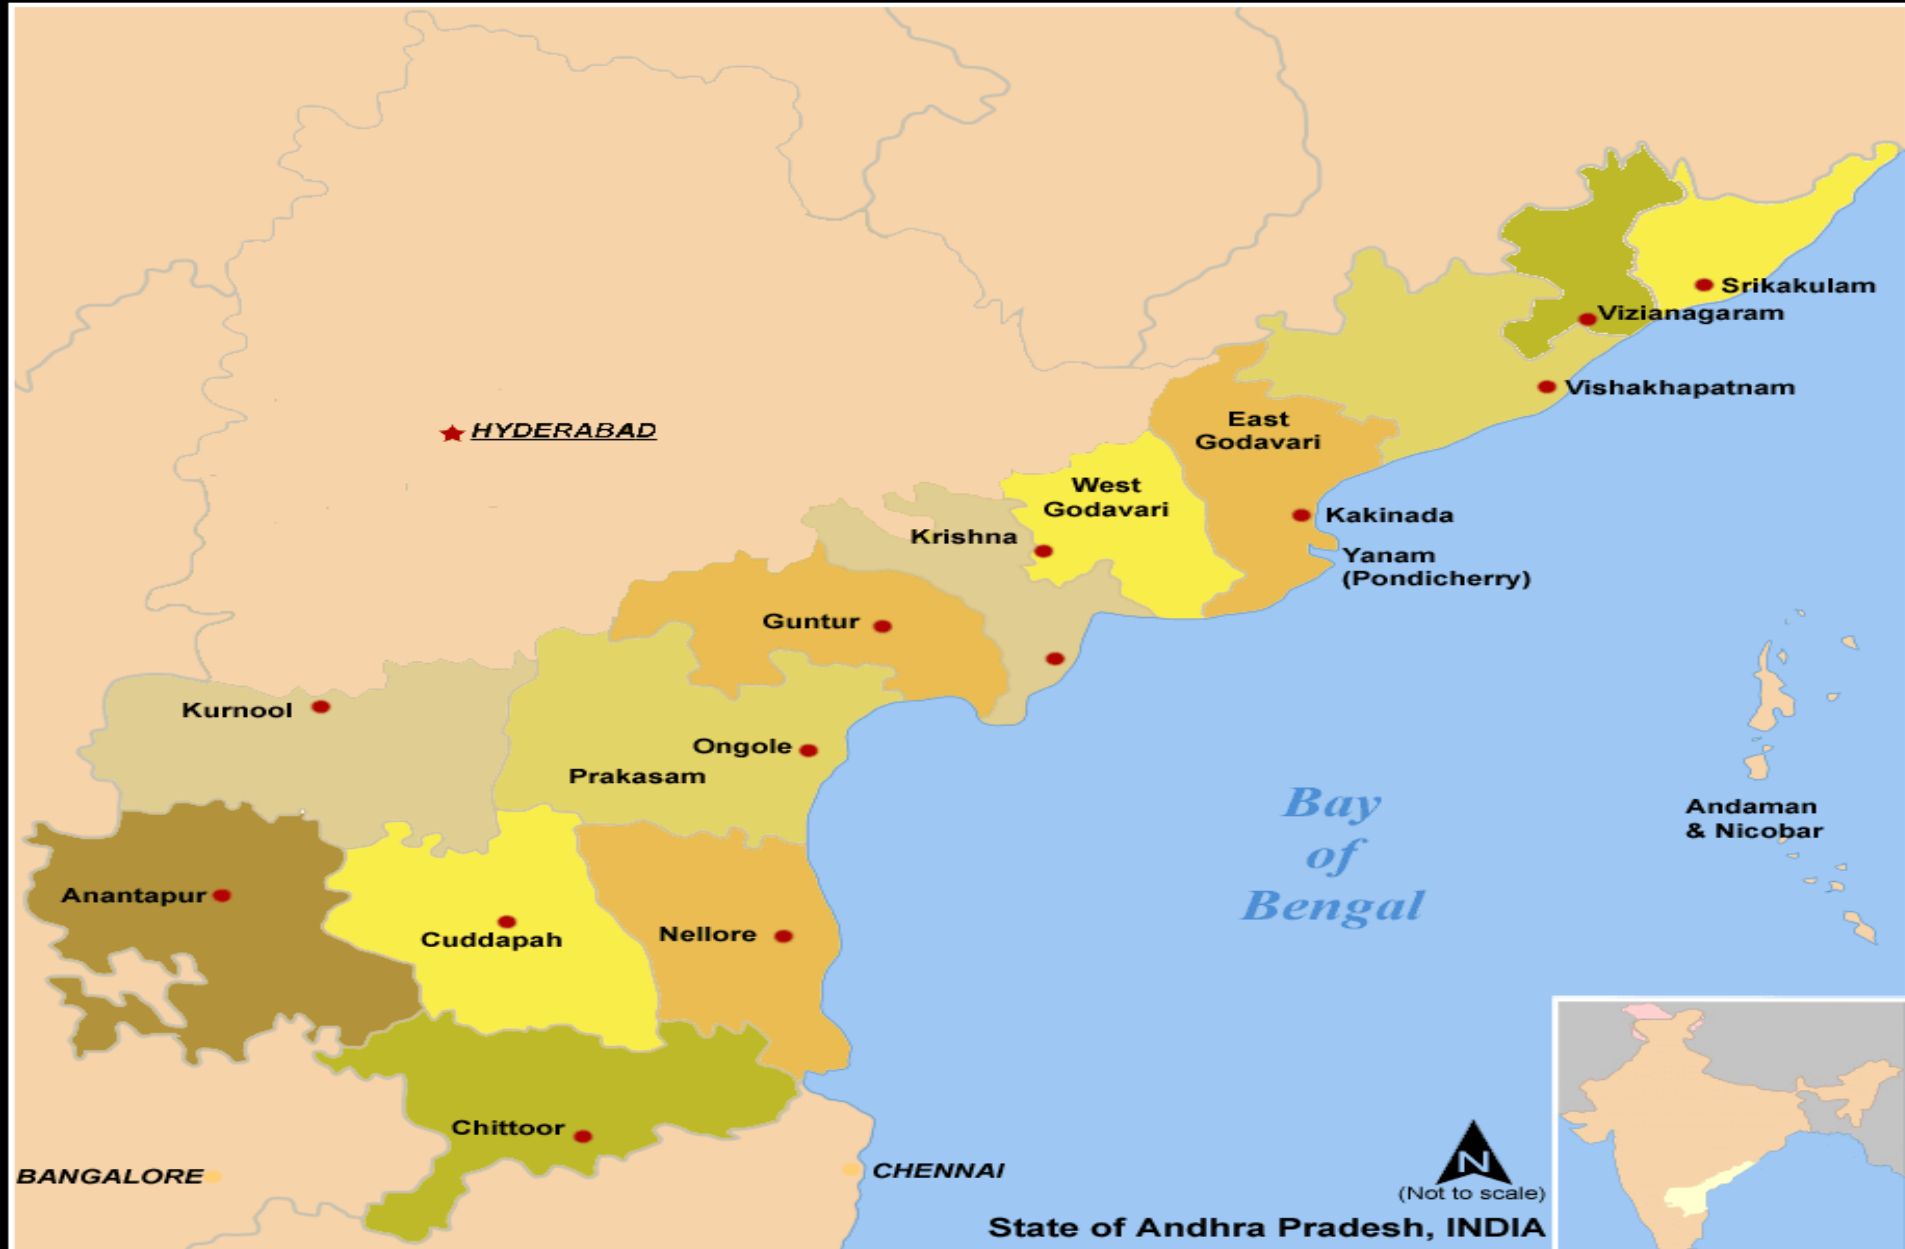 Srikakulam
Vizianagaram
Vishakhapatnam
East
Godavari
HYDERABAD
West
Godavari
Kakinada
Krishna
Yanam
(Pondicherry)
Guntur
Kurnool
Ongole
Prakasam
Bay
of
Bengal
Andaman
& Nicobar
Anantapur
Cuddapah
Nellore
Chittoor
BANGALORE
CHENNAI
N
(Not to scale)
State of Andhra Pradesh, INDIA